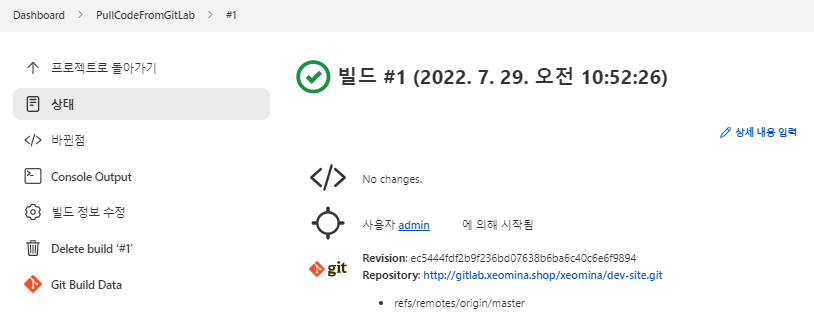 Dashboard > PullCodeFromGitLab > #1
프로젝트로 돌아가기
상태
바뀐점
Console Output
빌드 정보 수정
Delete build ‘#1’
Git Build Data
빌드 #1 (2022. 7. 29. 오전 10:52:26)
상세 내용 입력
No changes.
사용자 admin 에 의해 시작됨
git
Revision: ec5444fdf2b9f236bd07638b6ba6c40c6e6f9894
Repository: http://gitlab.xeomina.shop/xeomina/dev-site.git
• refs/remotes/origin/master